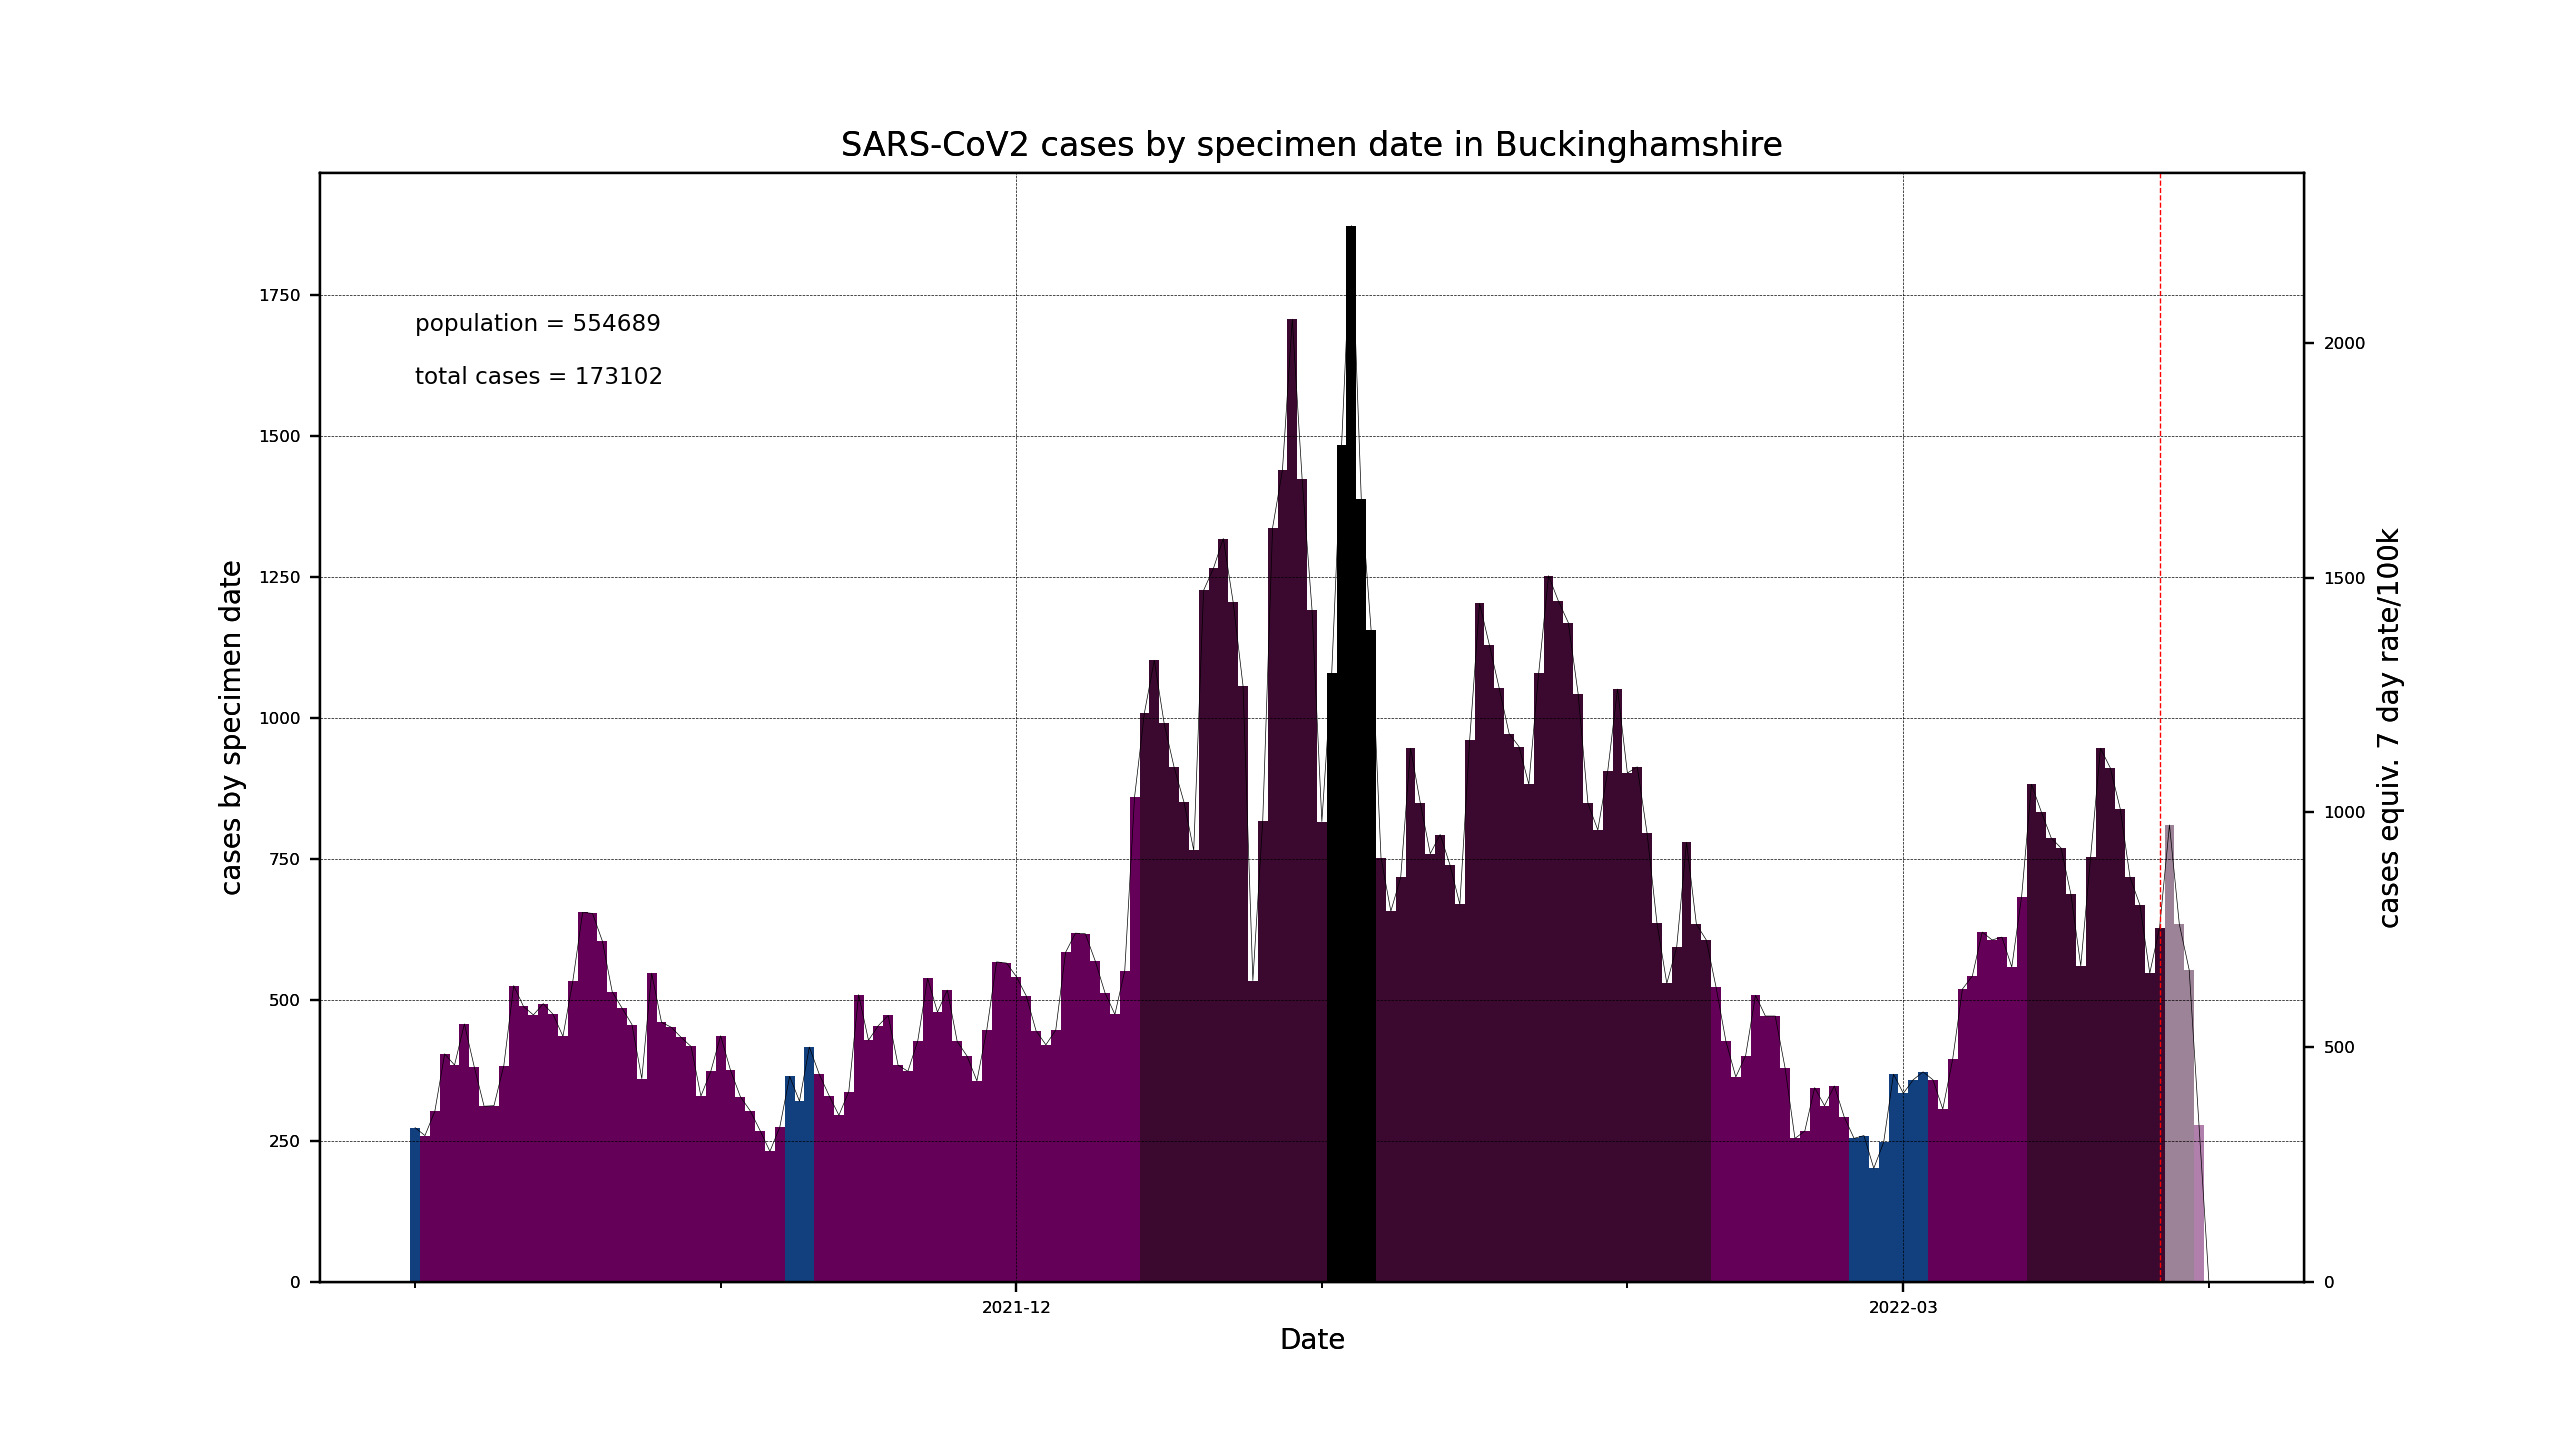 SARS-CoV2 cases by specimen date in Buckinghamshire
population = 554689
total cases = 173102
cases by specimen date
1750
1500
1250
1000
750
500
250
0
2000
1500
1000
500
0
cases equiv. 7 day rate/100k
2021-12
2022-03
Date